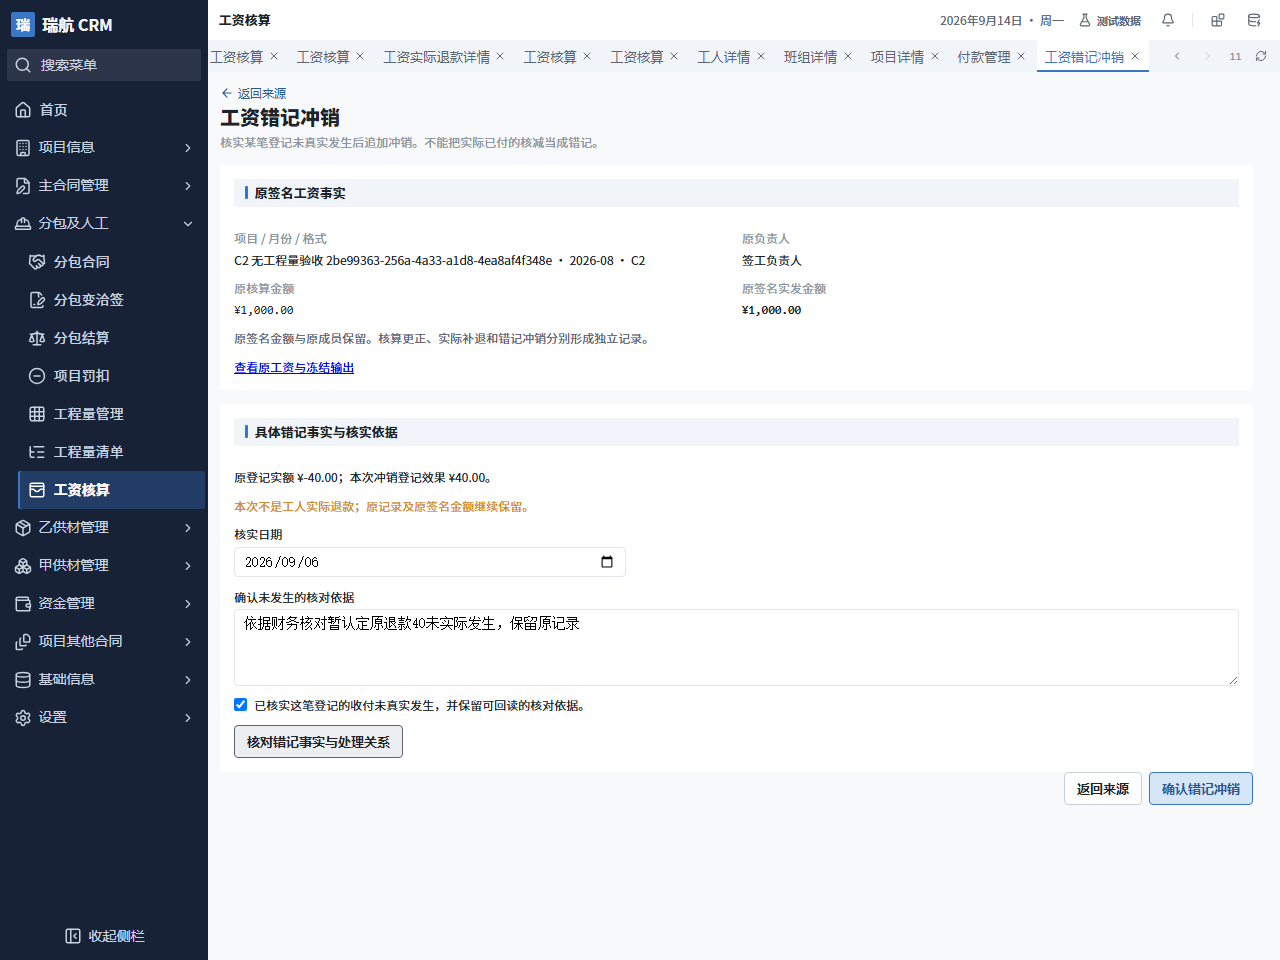 瑞 瑞航 CRM
搜索菜单
首页
项目信息
主合同管理
分包及人工
分包合同
分包变洽签
分包结算
项目罚扣
工程量管理
工程量清单
工资核算
乙供材管理
甲供材管理
资金管理
项目其他合同
基础信息
设置
收起侧栏
工资核算
2026年9月14日 · 周一 测试数据
工资核算 工资核算 工资实际退款详情 工资核算 工资核算 工人详情 班组详情 项目详情 付款管理 工资错记冲销 11
返回来源
工资错记冲销
核实某笔登记未真实发生后追加冲销。不能把实际已付的核减当成错记。
原签名工资事实
项目 / 月份 / 格式 原负责人
C2 无工程量验收 2be99363-256a-4a33-a1d8-4ea8af4f348e · 2026-08 · C2 签工负责人
原核算金额 原签名实发金额
¥1,000.00 ¥1,000.00
原签名金额与原成员保留。核算更正、实际补退和错记冲销分别形成独立记录。
查看原工资与冻结输出
具体错记事实与核实依据
原登记实额 ¥-40.00；本次冲销登记效果 ¥40.00。
本次不是工人实际退款；原记录及原签名金额继续保留。
核实日期
2026/09/06
确认未发生的核对依据
依据财务核对暂认定原退款40未实际发生，保留原记录
已核实这笔登记的收付未真实发生，并保留可回读的核对依据。
核对错记事实与处理关系
返回来源 确认错记冲销